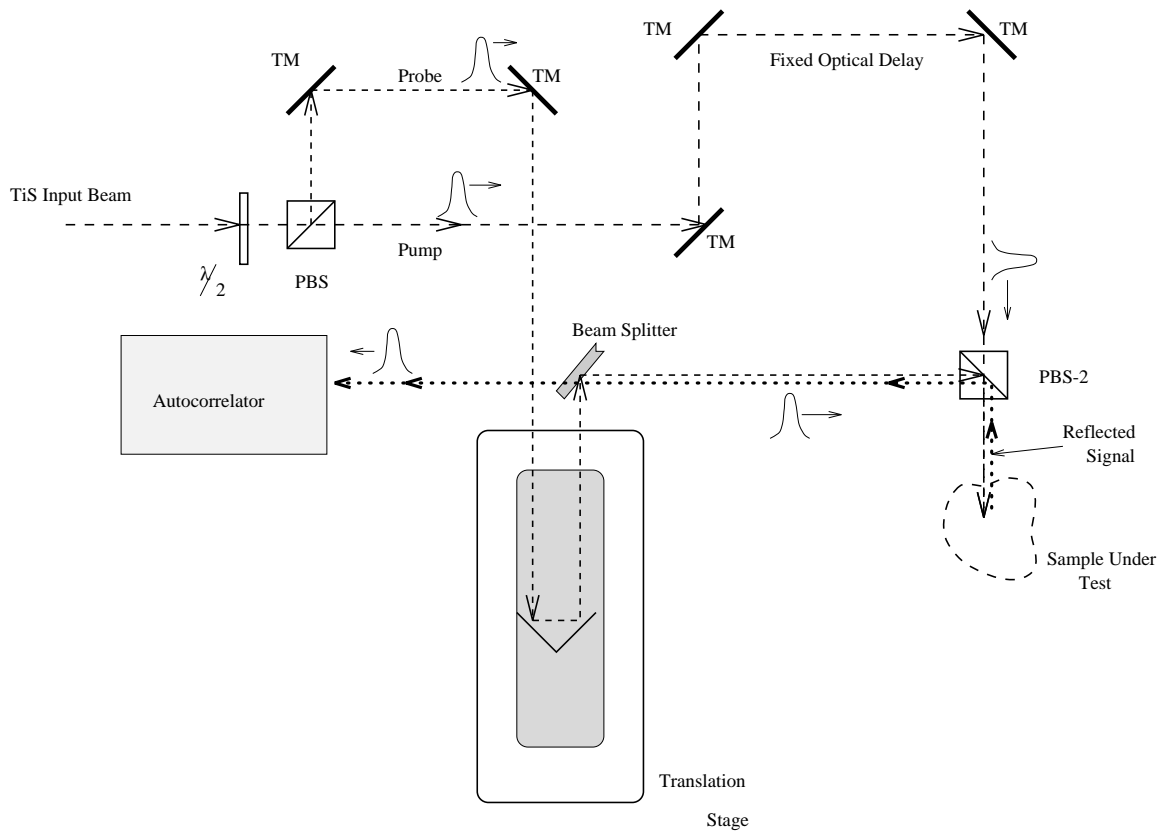 TM
TM
TM
Fixed Optical Delay
Probe
TM
TiS Input Beam
TM
Pump
λ/2
PBS
Beam Splitter
PBS-2
Autocorrelator
Reflected
Signal
Sample Under
Test
Translation
Stage